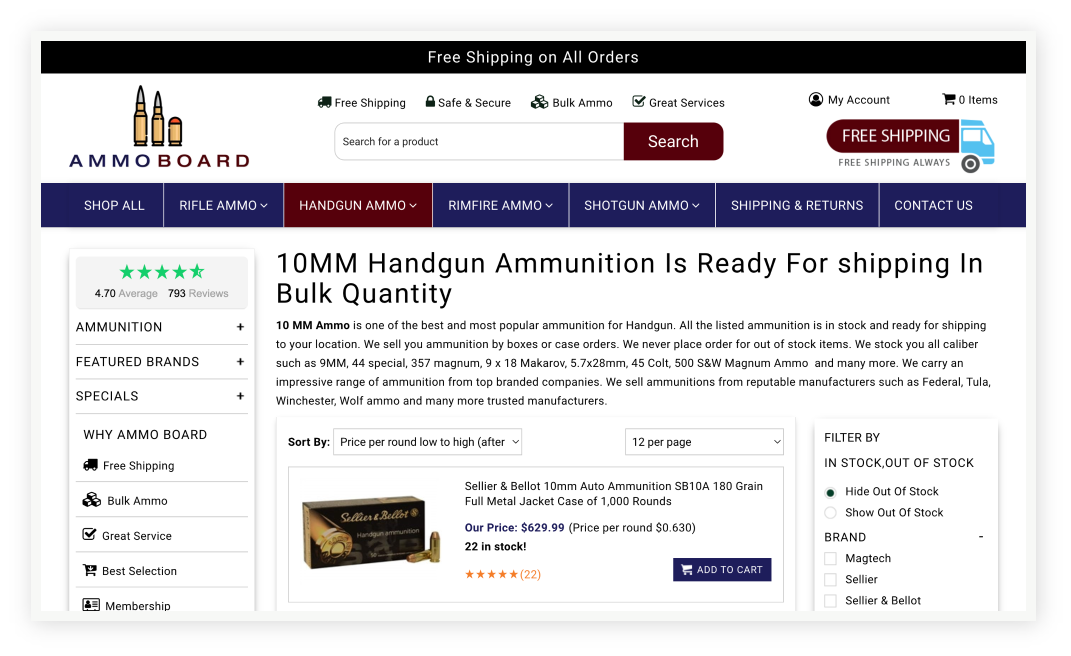 Free Shipping on All Orders
Free Shipping
Safe & Secure
Bulk Ammo
Great Services
My Account
0 Items
AMMOBOARD
Search for a product
Search
FREE SHIPPING
FREE SHIPPING ALWAYS
SHOP ALL
RIFLE AMMO
HANDGUN AMMO
RIMFIRE AMMO
SHOTGUN AMMO
SHIPPING & RETURNS
CONTACT US
4.70 Average 793 Reviews
AMMUNITION +
FEATURED BRANDS +
SPECIALS +
WHY AMMO BOARD
Free Shipping
Bulk Ammo
Great Service
Best Selection
Membership
10MM Handgun Ammunition Is Ready For shipping In
Bulk Quantity
10 MM Ammo is one of the best and most popular ammunition for Handgun. All the listed ammunition is in stock and ready for shipping
to your location. We sell you ammunition by boxes or case orders. We never place order for out of stock items. We stock you all caliber
such as 9MM, 44 special, 357 magnum, 9 x 18 Makarov, 5.7x28mm, 45 Colt, 500 S&W Magnum Ammo and many more. We carry an
impressive range of ammunition from top branded companies. We sell ammunitions from reputable manufacturers such as Federal, Tula,
Winchester, Wolf ammo and many more trusted manufacturers.
Sort By: Price per round low to high (after
12 per page
Sellier & Bellot
Handgun ammunition
Sellier & Bellot 10mm Auto Ammunition SB10A 180 Grain
Full Metal Jacket Case of 1,000 Rounds
Our Price: $629.99 (Price per round $0.630)
22 in stock!
(22)
ADD TO CART
FILTER BY
IN STOCK,OUT OF STOCK
Hide Out Of Stock
Show Out Of Stock
BRAND -
Magtech
Sellier
Sellier & Bellot